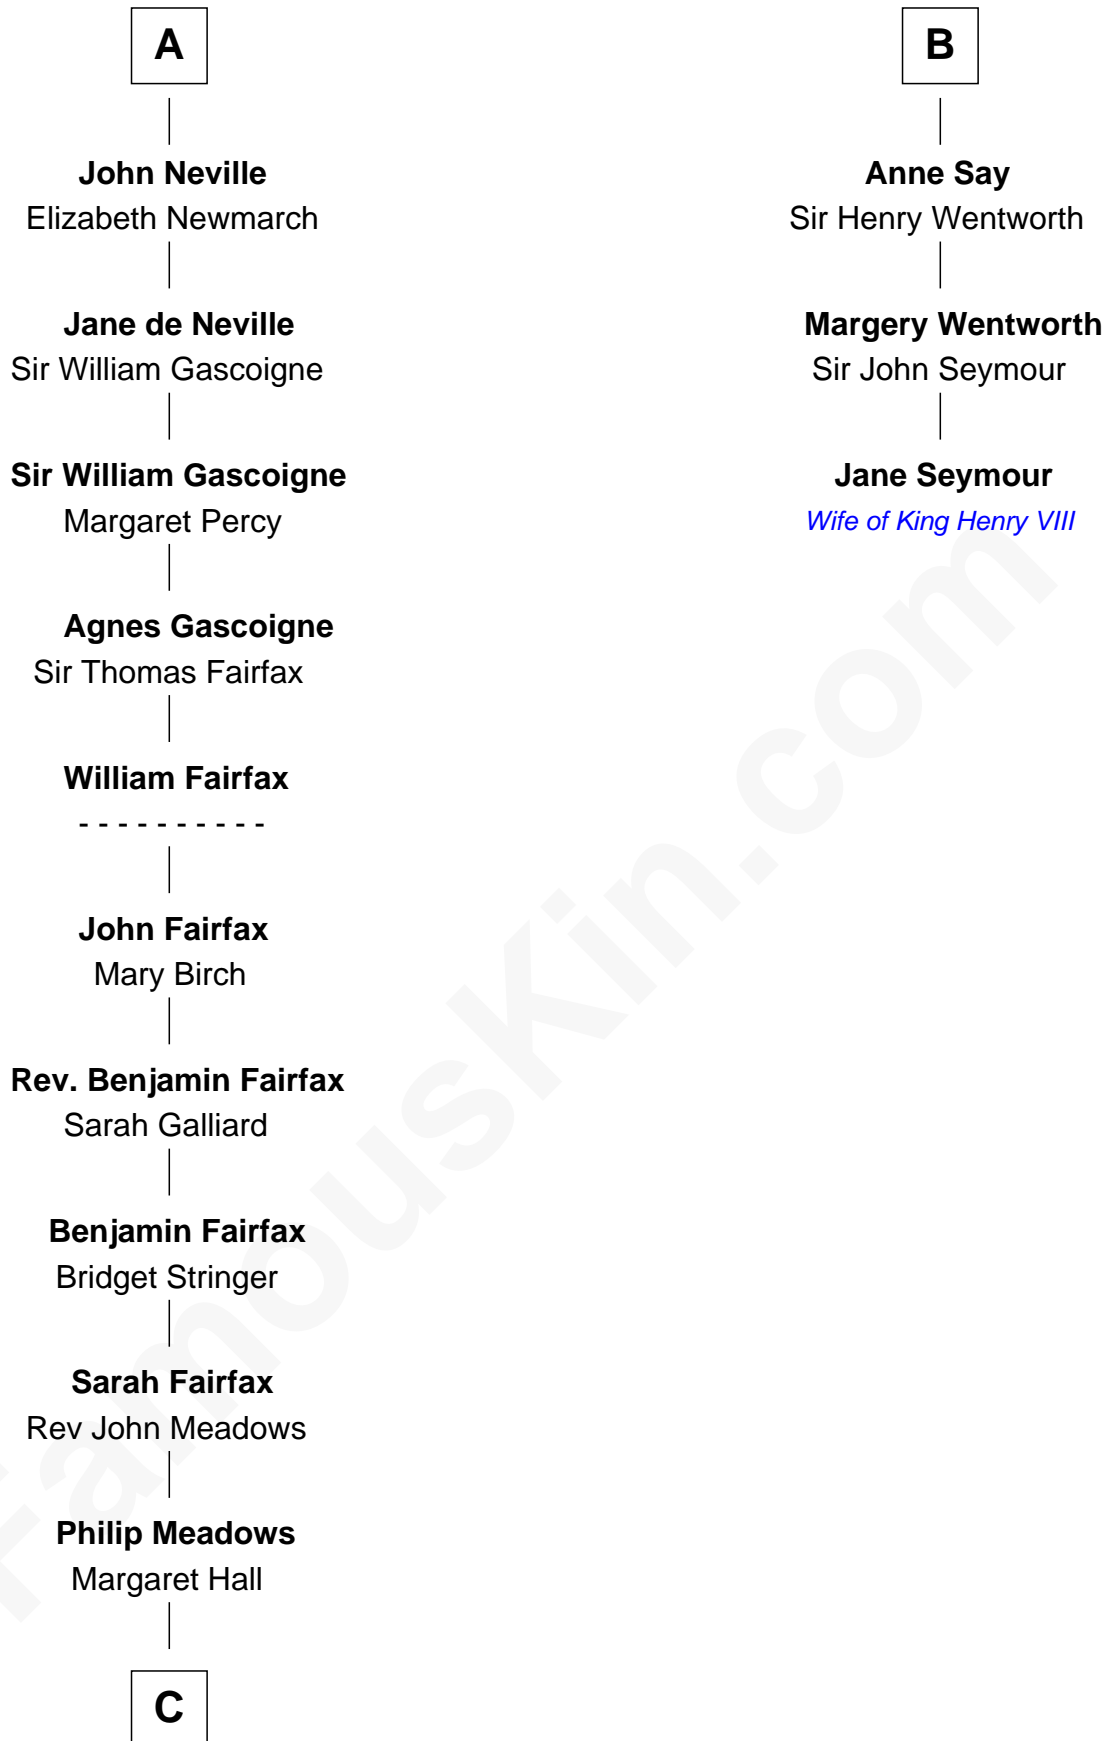 A
John Neville
Elizabeth Newmarch
Jane de Neville
Sir William Gascoigne
Sir William Gascoigne
Margaret Percy
Agnes Gascoigne
Sir Thomas Fairfax
William Fairfax
- - - - - - - - - -
John Fairfax
Mary Birch
Rev. Benjamin Fairfax
Sarah Galliard
Benjamin Fairfax
Bridget Stringer
Sarah Fairfax
Rev John Meadows
Philip Meadows
Margaret Hall
C
B
Anne Say
Sir Henry Wentworth
Margery Wentworth
Sir John Seymour
Jane Seymour
Wife of King Henry VIII
FamousKin.com